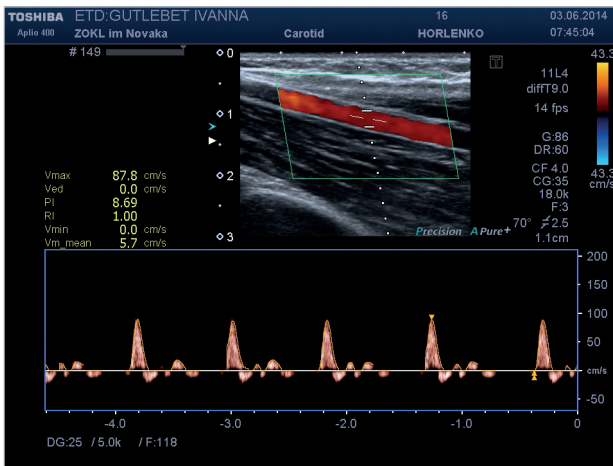 TOSHIBA ETD:GUTLEBET IVANNA 16 03.06.2014
Aplio 400 ZOKL im Novaka Carotid HORLENKO 07:45:04
# 149
0
1
2
3
T
43.3
11L4
diffT9.0
14 fps
G:86
DR:60
CF 4.0
CG:35
18.0k
F:3
70° 2.5
1.1cm
43.3
cm/s
Precision APure+
Vmax 87.8 cm/s
Ved 0.0 cm/s
PI 8.69
RI 1.00
Vmin 0.0 cm/s
Vm_mean 5.7 cm/s
200
150
100
50
cm/s
-50
-4.0 -3.0 -2.0 -1.0 0
DG:25 /5.0k /F:118